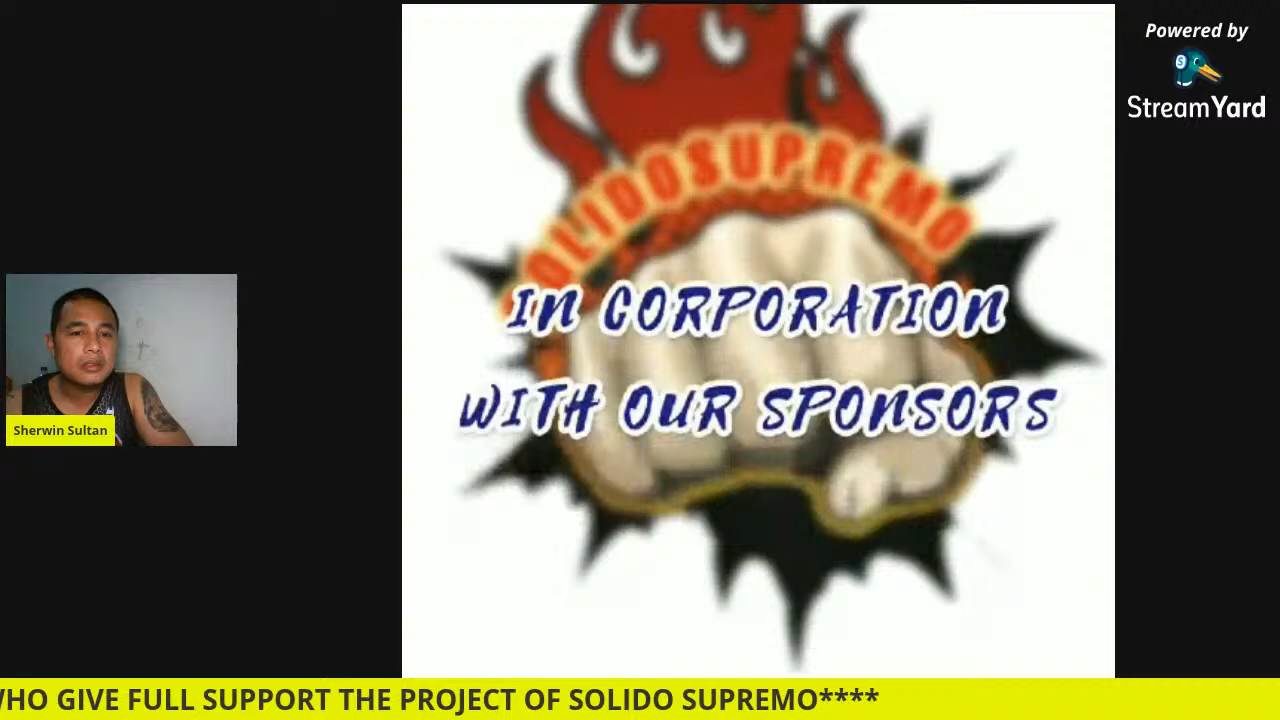 Powered by
StreamYard
SOLIDOSUPREMO
IN CORPORATION
WITH OUR SPONSORS
Sherwin Sultan
WHO GIVE FULL SUPPORT THE PROJECT OF SOLIDO SUPREMO****